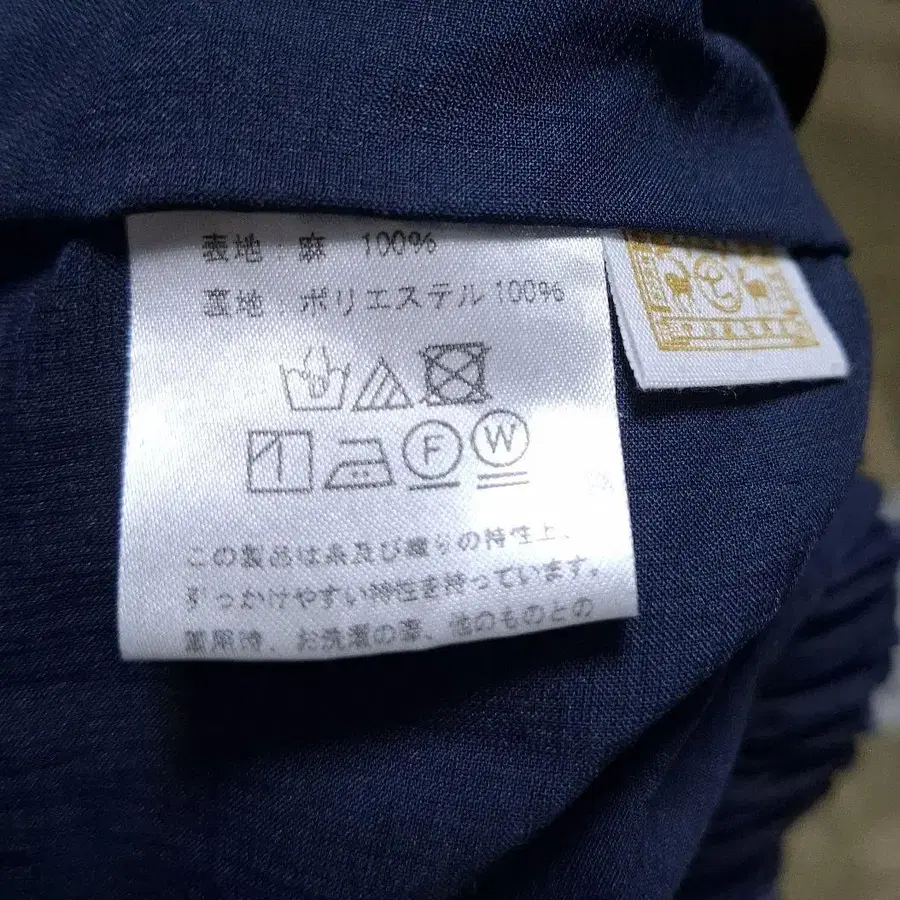 表地：麻 100%
裏地：ポリエステル 100%
F W
この製品は糸及び織りの特性上、
引っかけやすい特性を持っています。
着用時、お洗濯の際、他のものとの